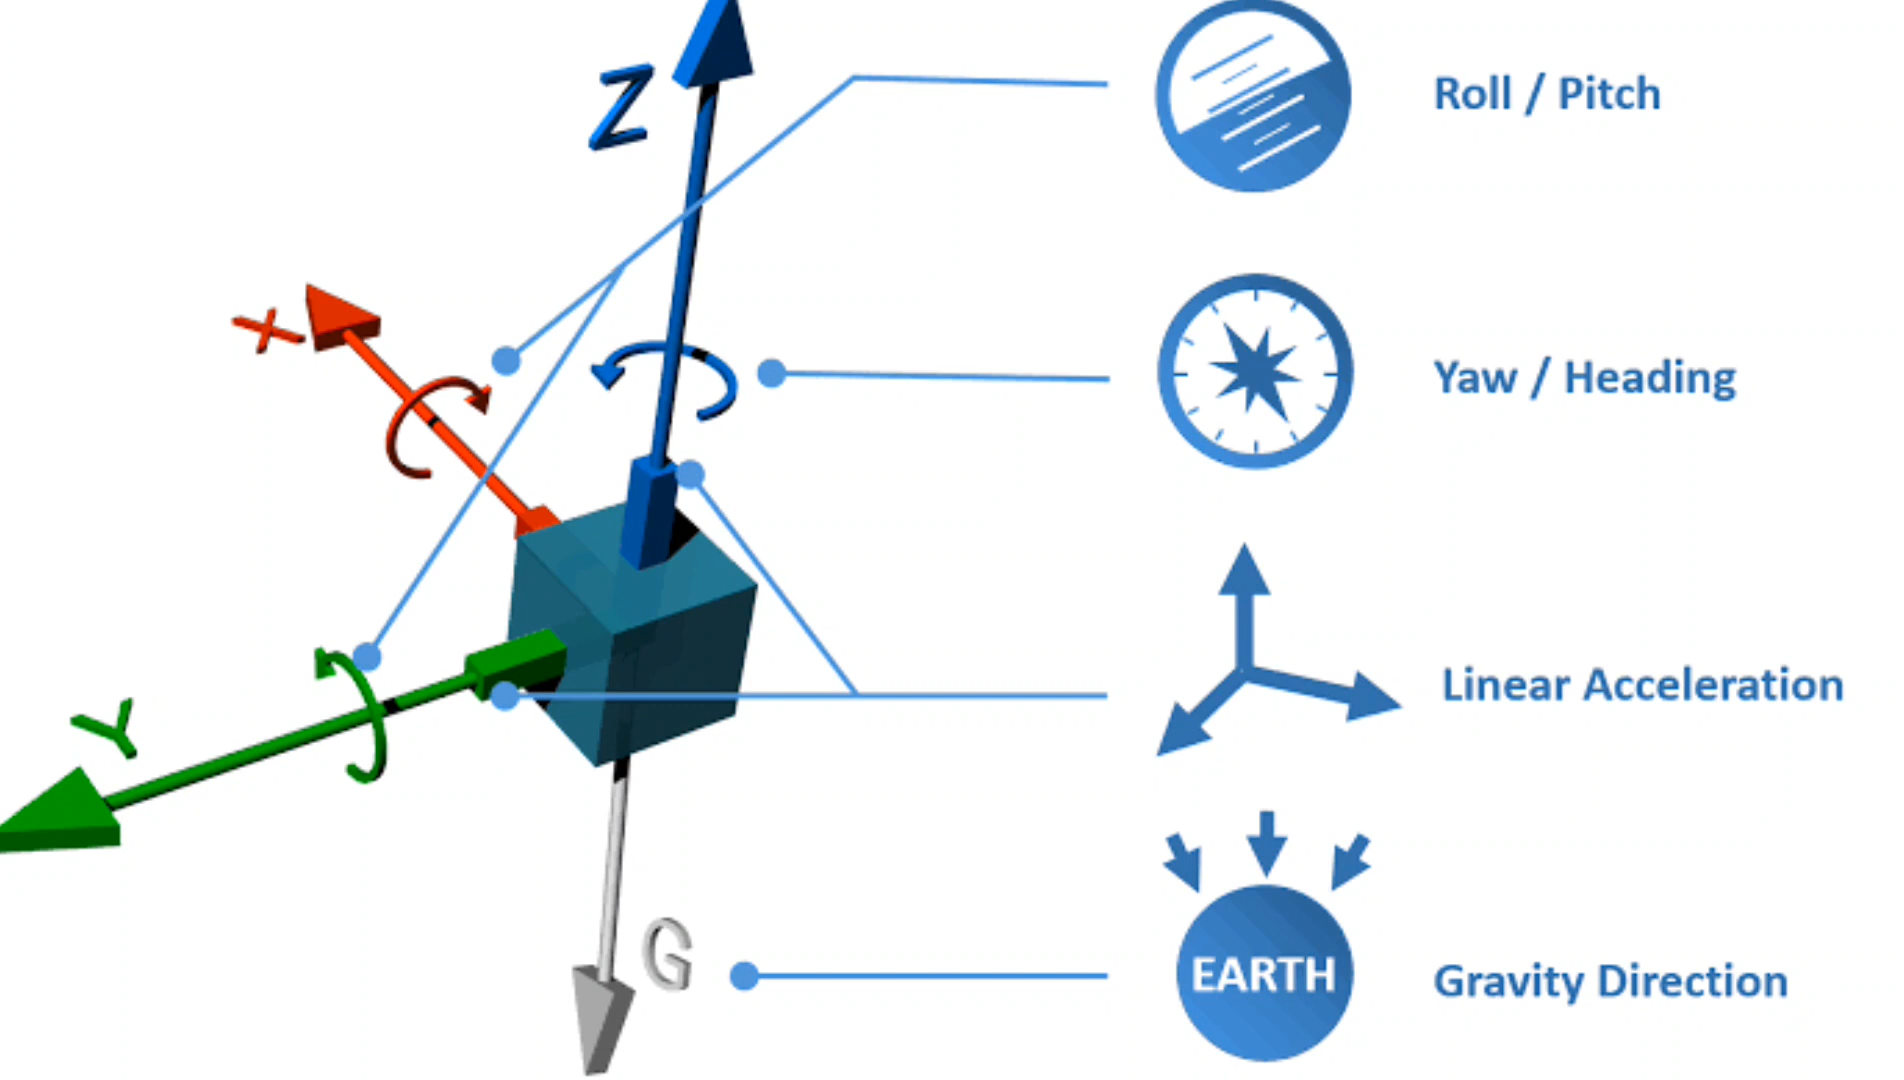 Z
Roll / Pitch
X
Yaw / Heading
Y
Linear Acceleration
G
EARTH
Gravity Direction